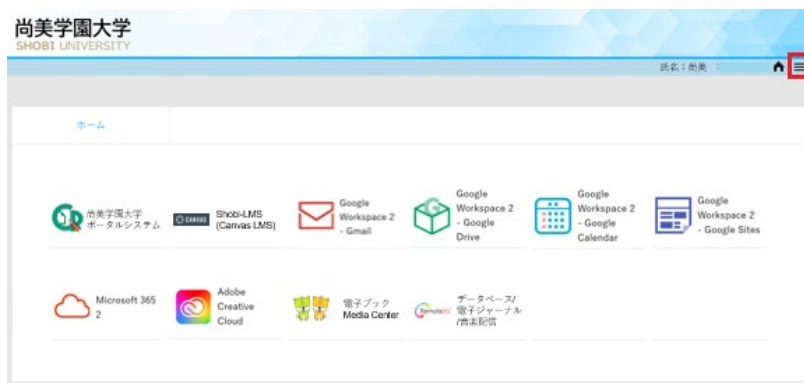 尚美学園大学
SHOBI UNIVERSITY
氏名：尚美
ホーム
尚美学園大学
ポータルシステム
CANVAS
Shobi-LMS
(Canvas LMS)
Google
Workspace 2
- Gmail
Google
Workspace 2
- Google
Drive
Google
Workspace 2
- Google
Calendar
Google
Workspace 2
- Google Sites
Microsoft 365
2
Adobe
Creative
Cloud
電子ブック
Media Center
RemoteXs
データベース/
電子ジャーナル
/音楽配信